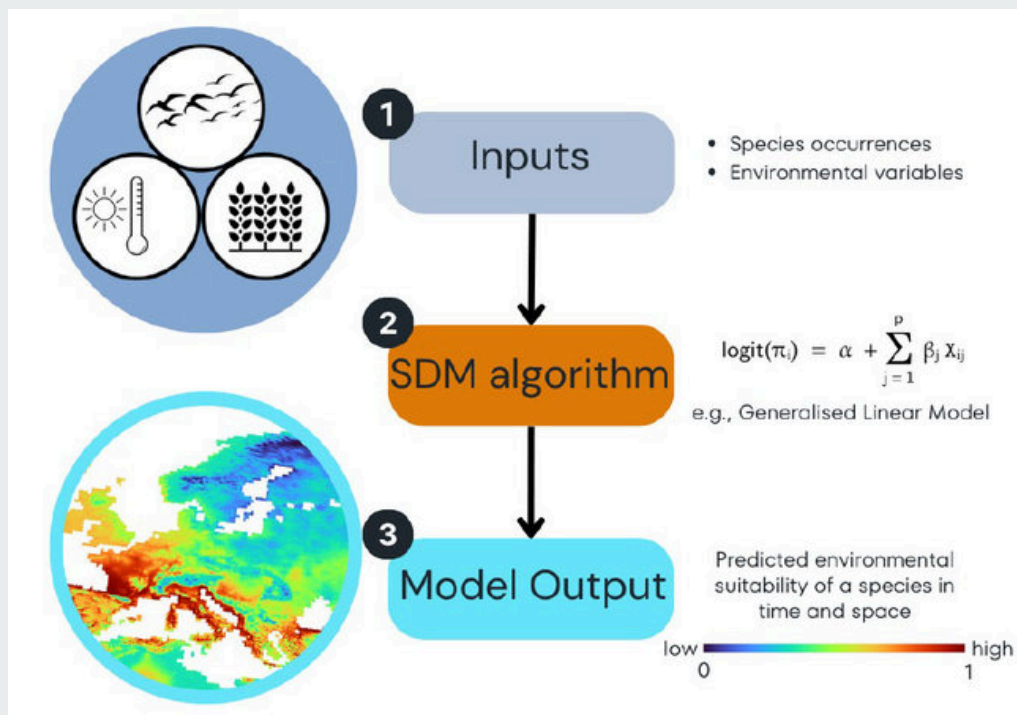 1
Inputs
• Species occurrences
• Environmental variables
2
SDM algorithm
logit(πᵢ) = α + ∑ᵖⱼ₌₁ βⱼ Xᵢⱼ
e.g., Generalised Linear Model
3
Model Output
Predicted environmental
suitability of a species in
time and space
low high
0 1